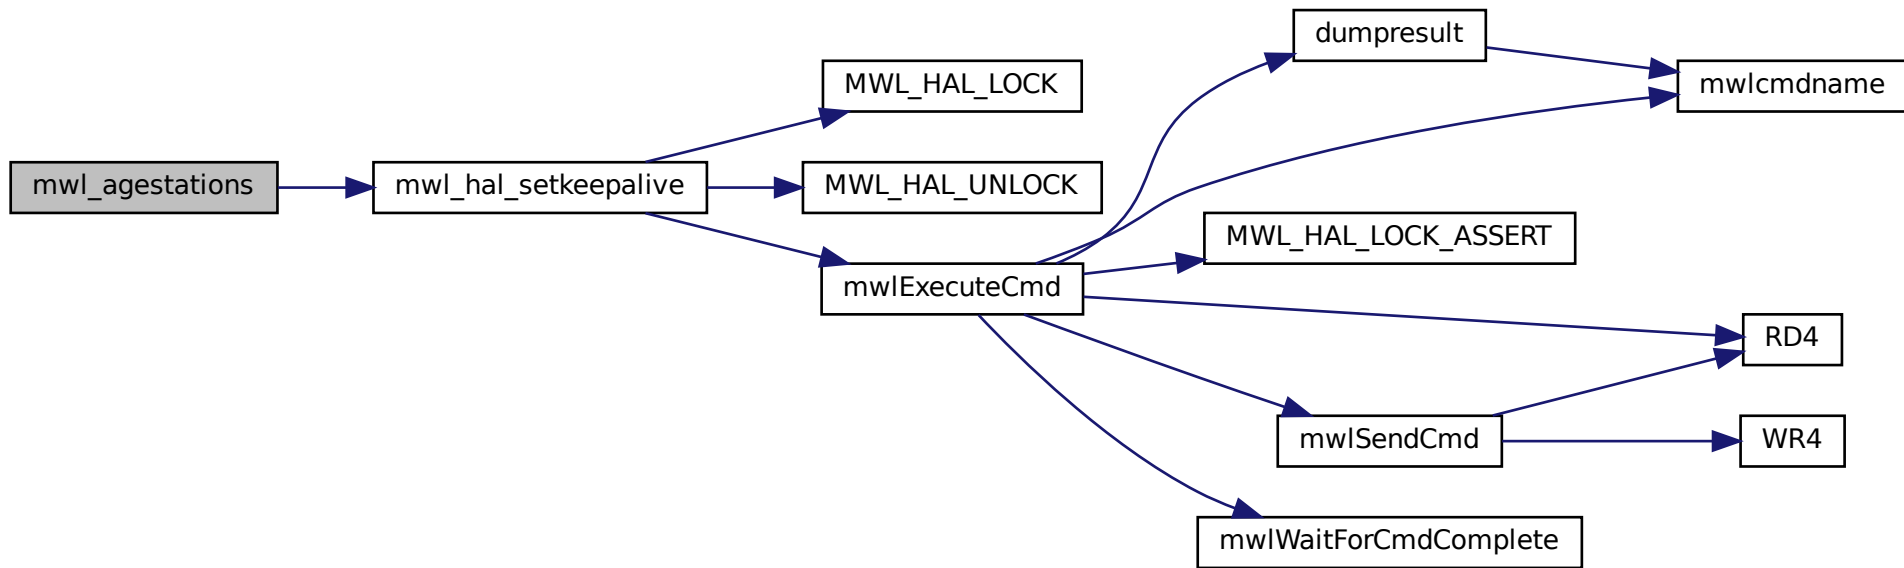 dumpresult
MWL_HAL_LOCK
mwlcmdname
mwl_agestations
mwl_hal_setkeepalive
MWL_HAL_UNLOCK
MWL_HAL_LOCK_ASSERT
mwlExecuteCmd
RD4
mwlSendCmd
WR4
mwlWaitForCmdComplete